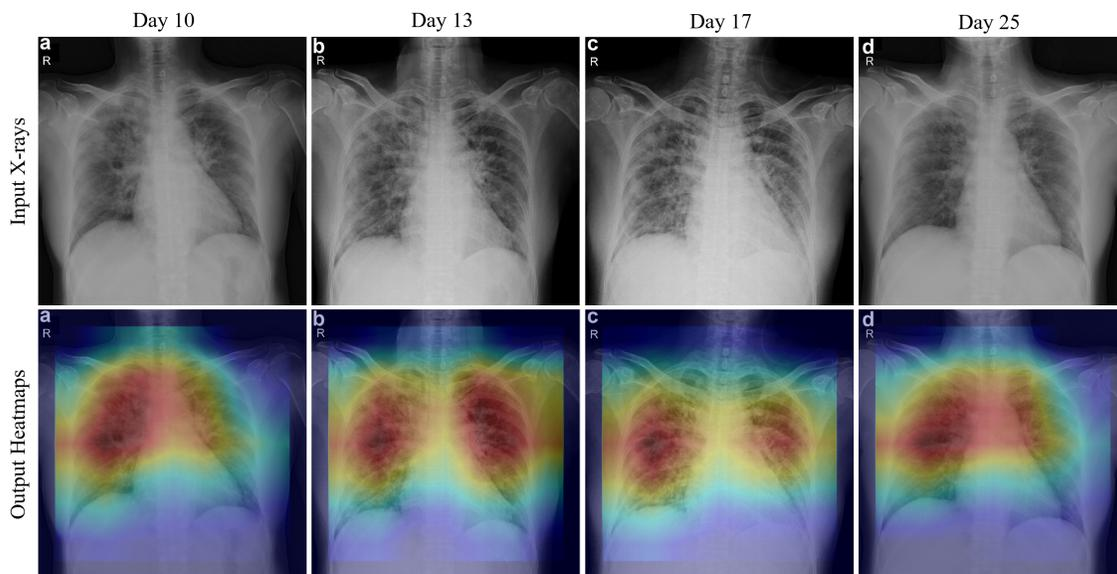 Day 10
Day 13
Day 17
Day 25
Input X-rays
a
R
b
R
c
R
d
R
Output Heatmaps
a
R
b
R
c
R
d
R